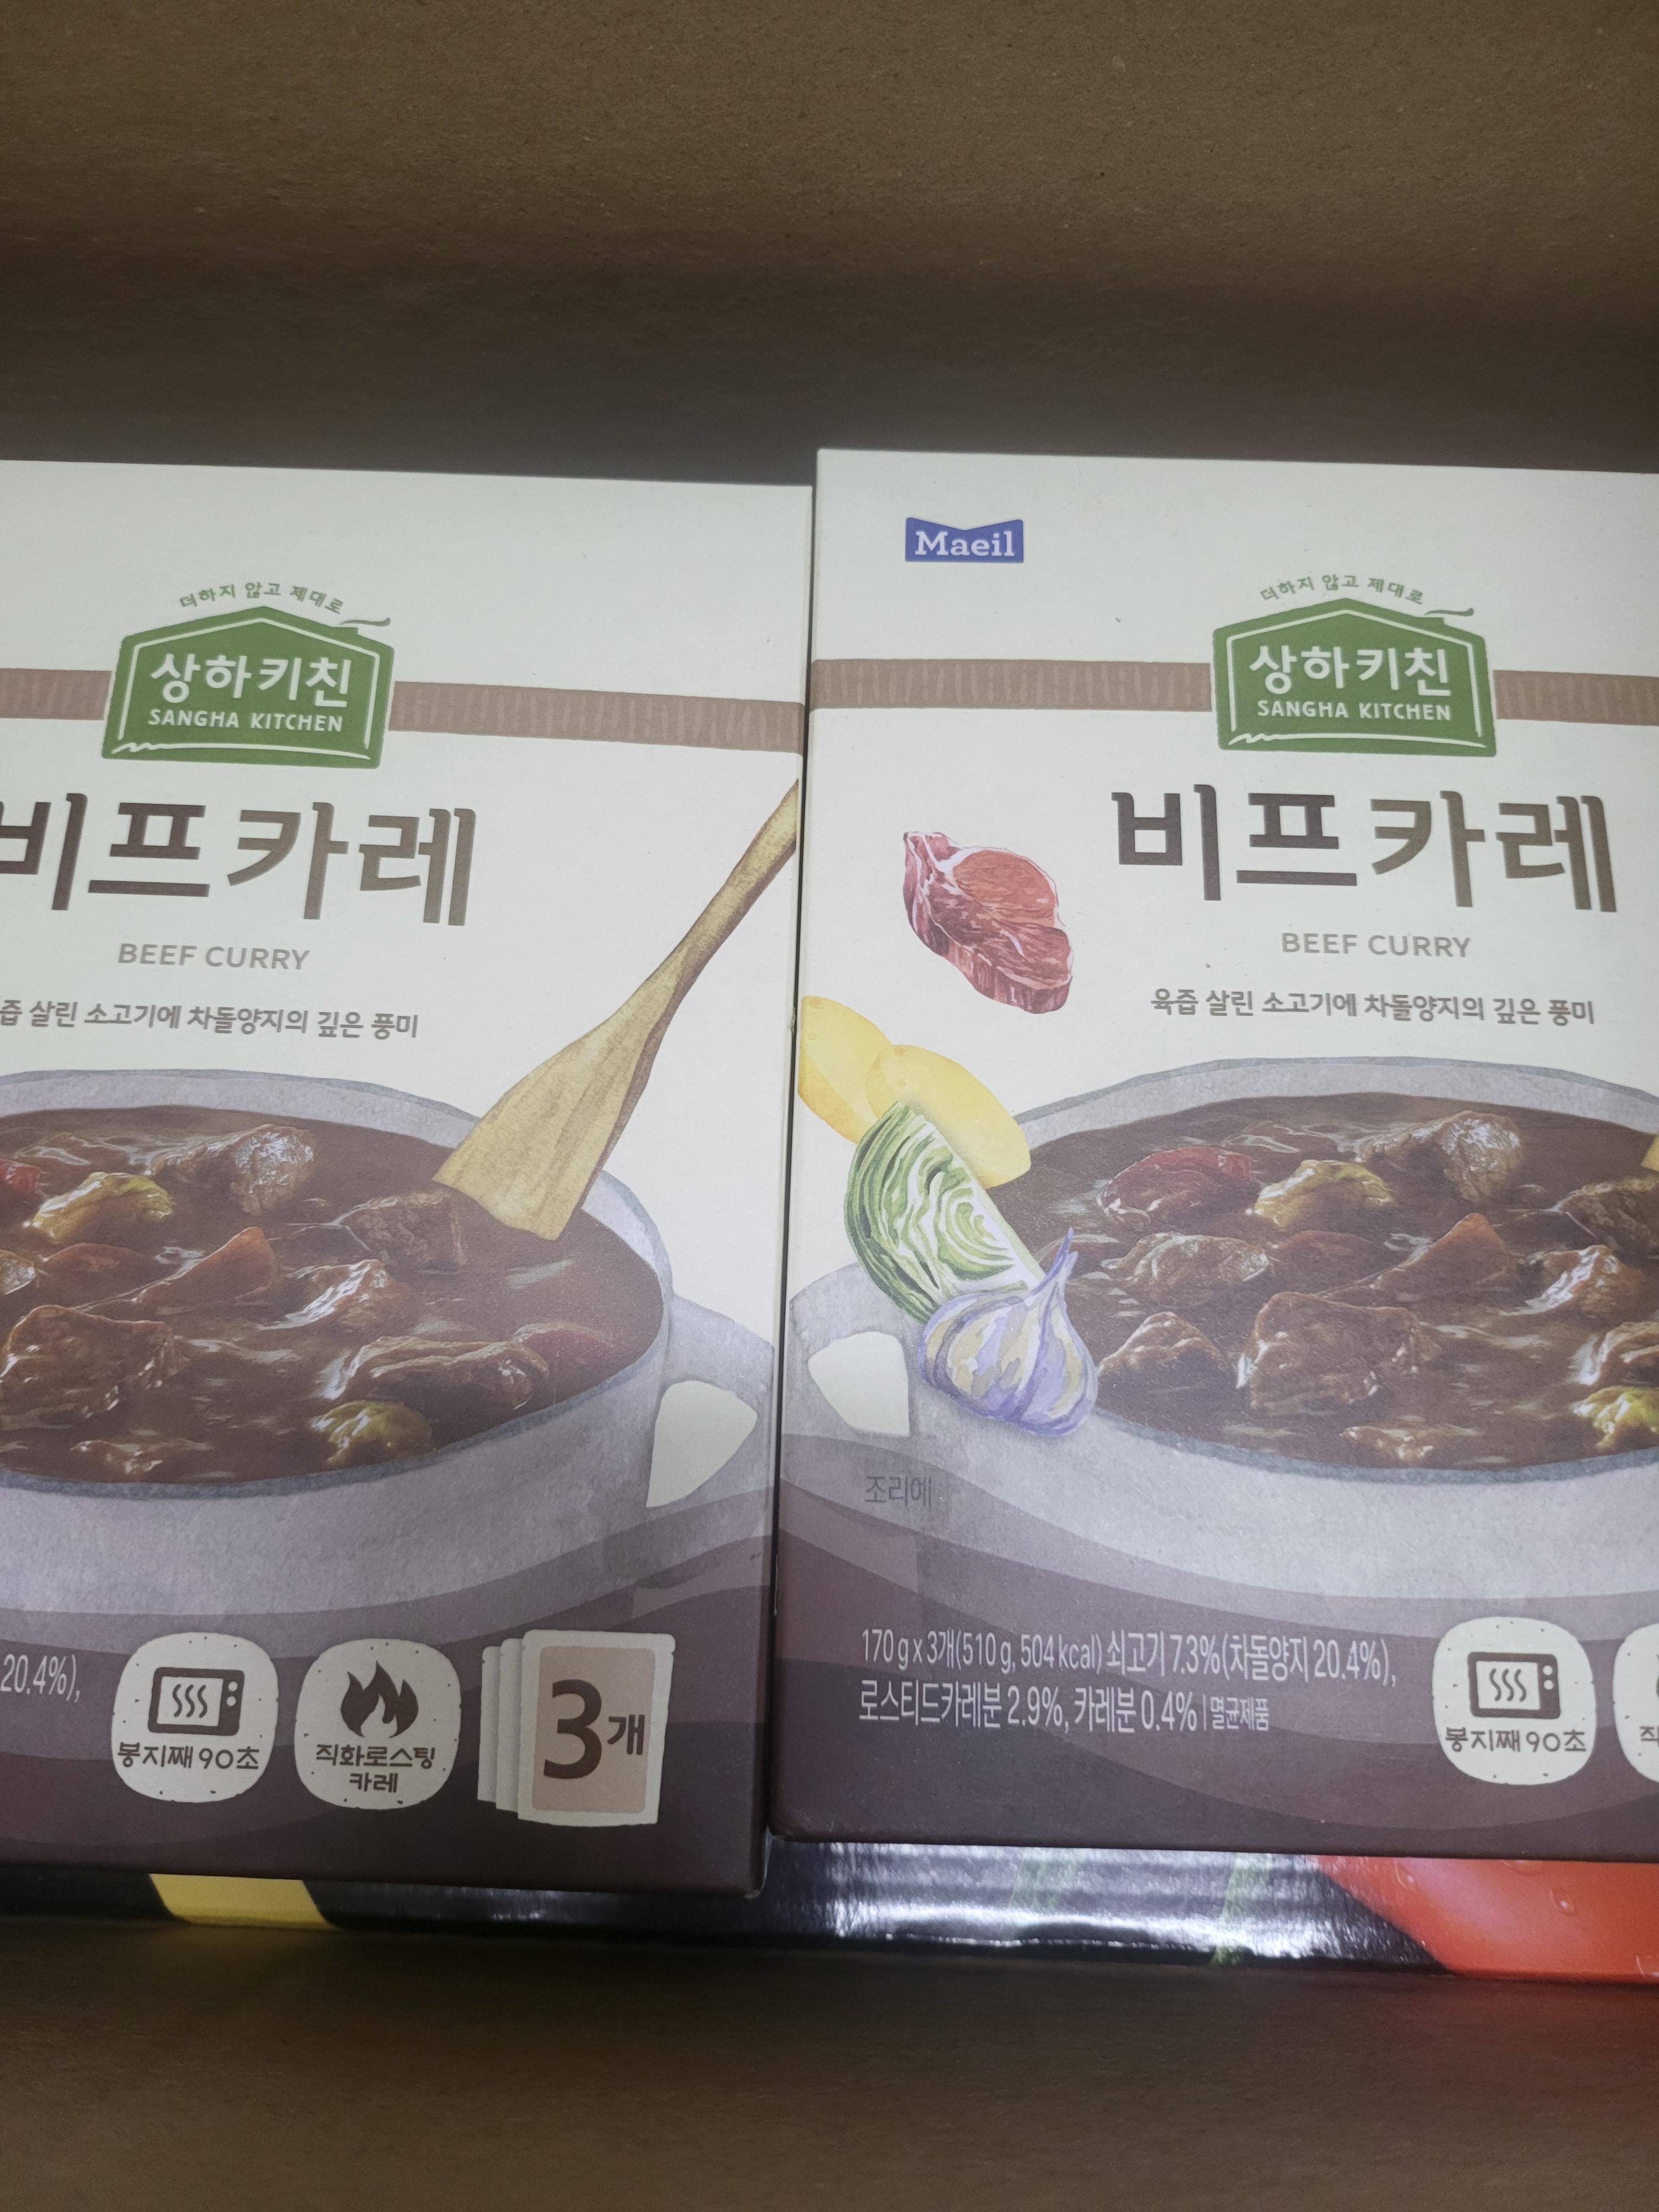 더하지 않고 제대로
상하키친
SANGHA KITCHEN
비프카레
BEEF CURRY
즙 살린 소고기에 차돌양지의 깊은 풍미
20.4%),
봉지째 90초
직화로스팅
카레
3개
Maeil
더하지 않고 제대로
상하키친
SANGHA KITCHEN
비프카레
BEEF CURRY
육즙 살린 소고기에 차돌양지의 깊은 풍미
조리예
170 g x 3개(510 g, 504 kcal) 쇠고기 7.3%(차돌양지 20.4%),
로스티드카레분 2.9%, 카레분 0.4% | 멸균제품
봉지째 90초